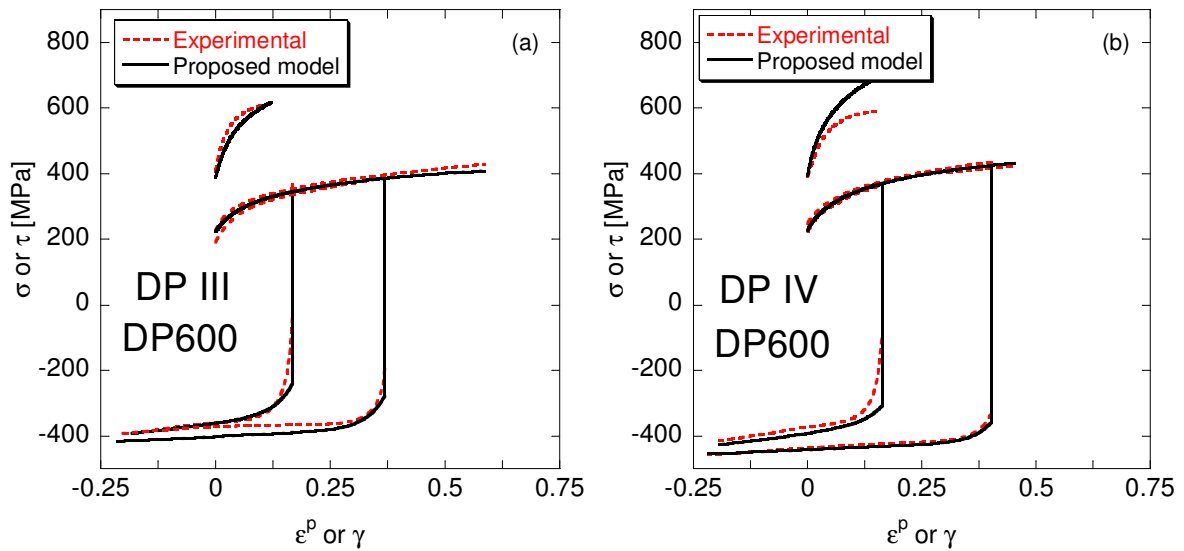 800
600
400
200
0
-200
-400
-0.25
0
0.25
0.5
0.75
σ or τ [MPa]
εᵖ or γ
Experimental
Proposed model
(a)
DP III
DP600
800
600
400
200
0
-200
-400
-0.25
0
0.25
0.50
0.75
σ or τ [MPa]
εᵖ or γ
Experimental
Proposed model
(b)
DP IV
DP600